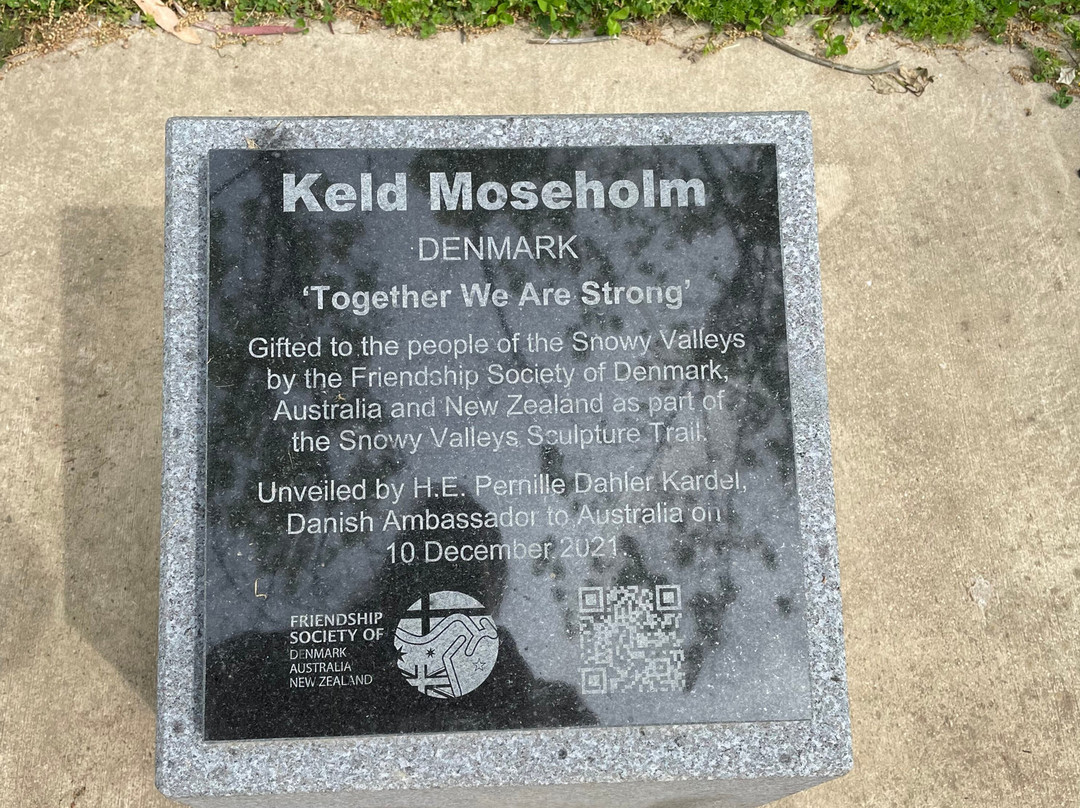 Keld Moseholm
DENMARK
‘Together We Are Strong’
Gifted to the people of the Snowy Valleys
by the Friendship Society of Denmark,
Australia and New Zealand as part of
the Snowy Valleys Sculpture Trail.
Unveiled by H.E. Pernille Dahler Kardel,
Danish Ambassador to Australia on
10 December 2021.
FRIENDSHIP
SOCIETY OF
DENMARK
AUSTRALIA
NEW ZEALAND